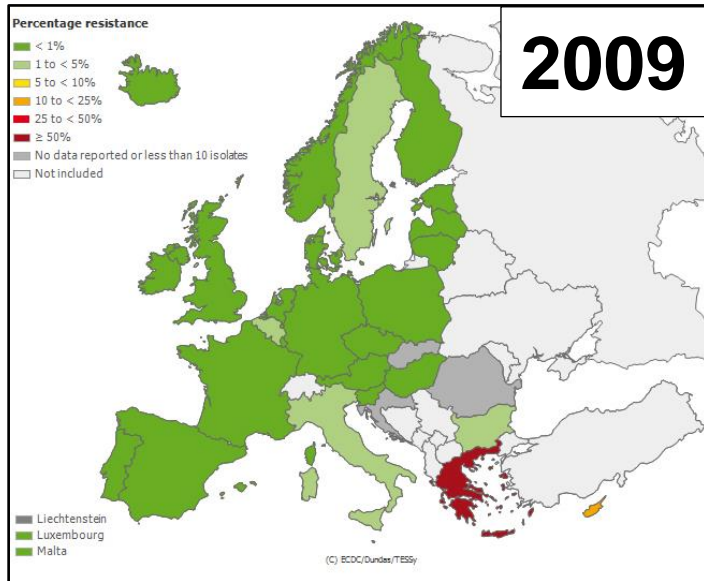 Percentage resistance
< 1%
1 to < 5%
5 to < 10%
10 to < 25%
25 to < 50%
≥ 50%
No data reported or less than 10 isolates
Not included
2009
Liechtenstein
Luxembourg
Malta
(C) ECDC/Dundas/TESSy